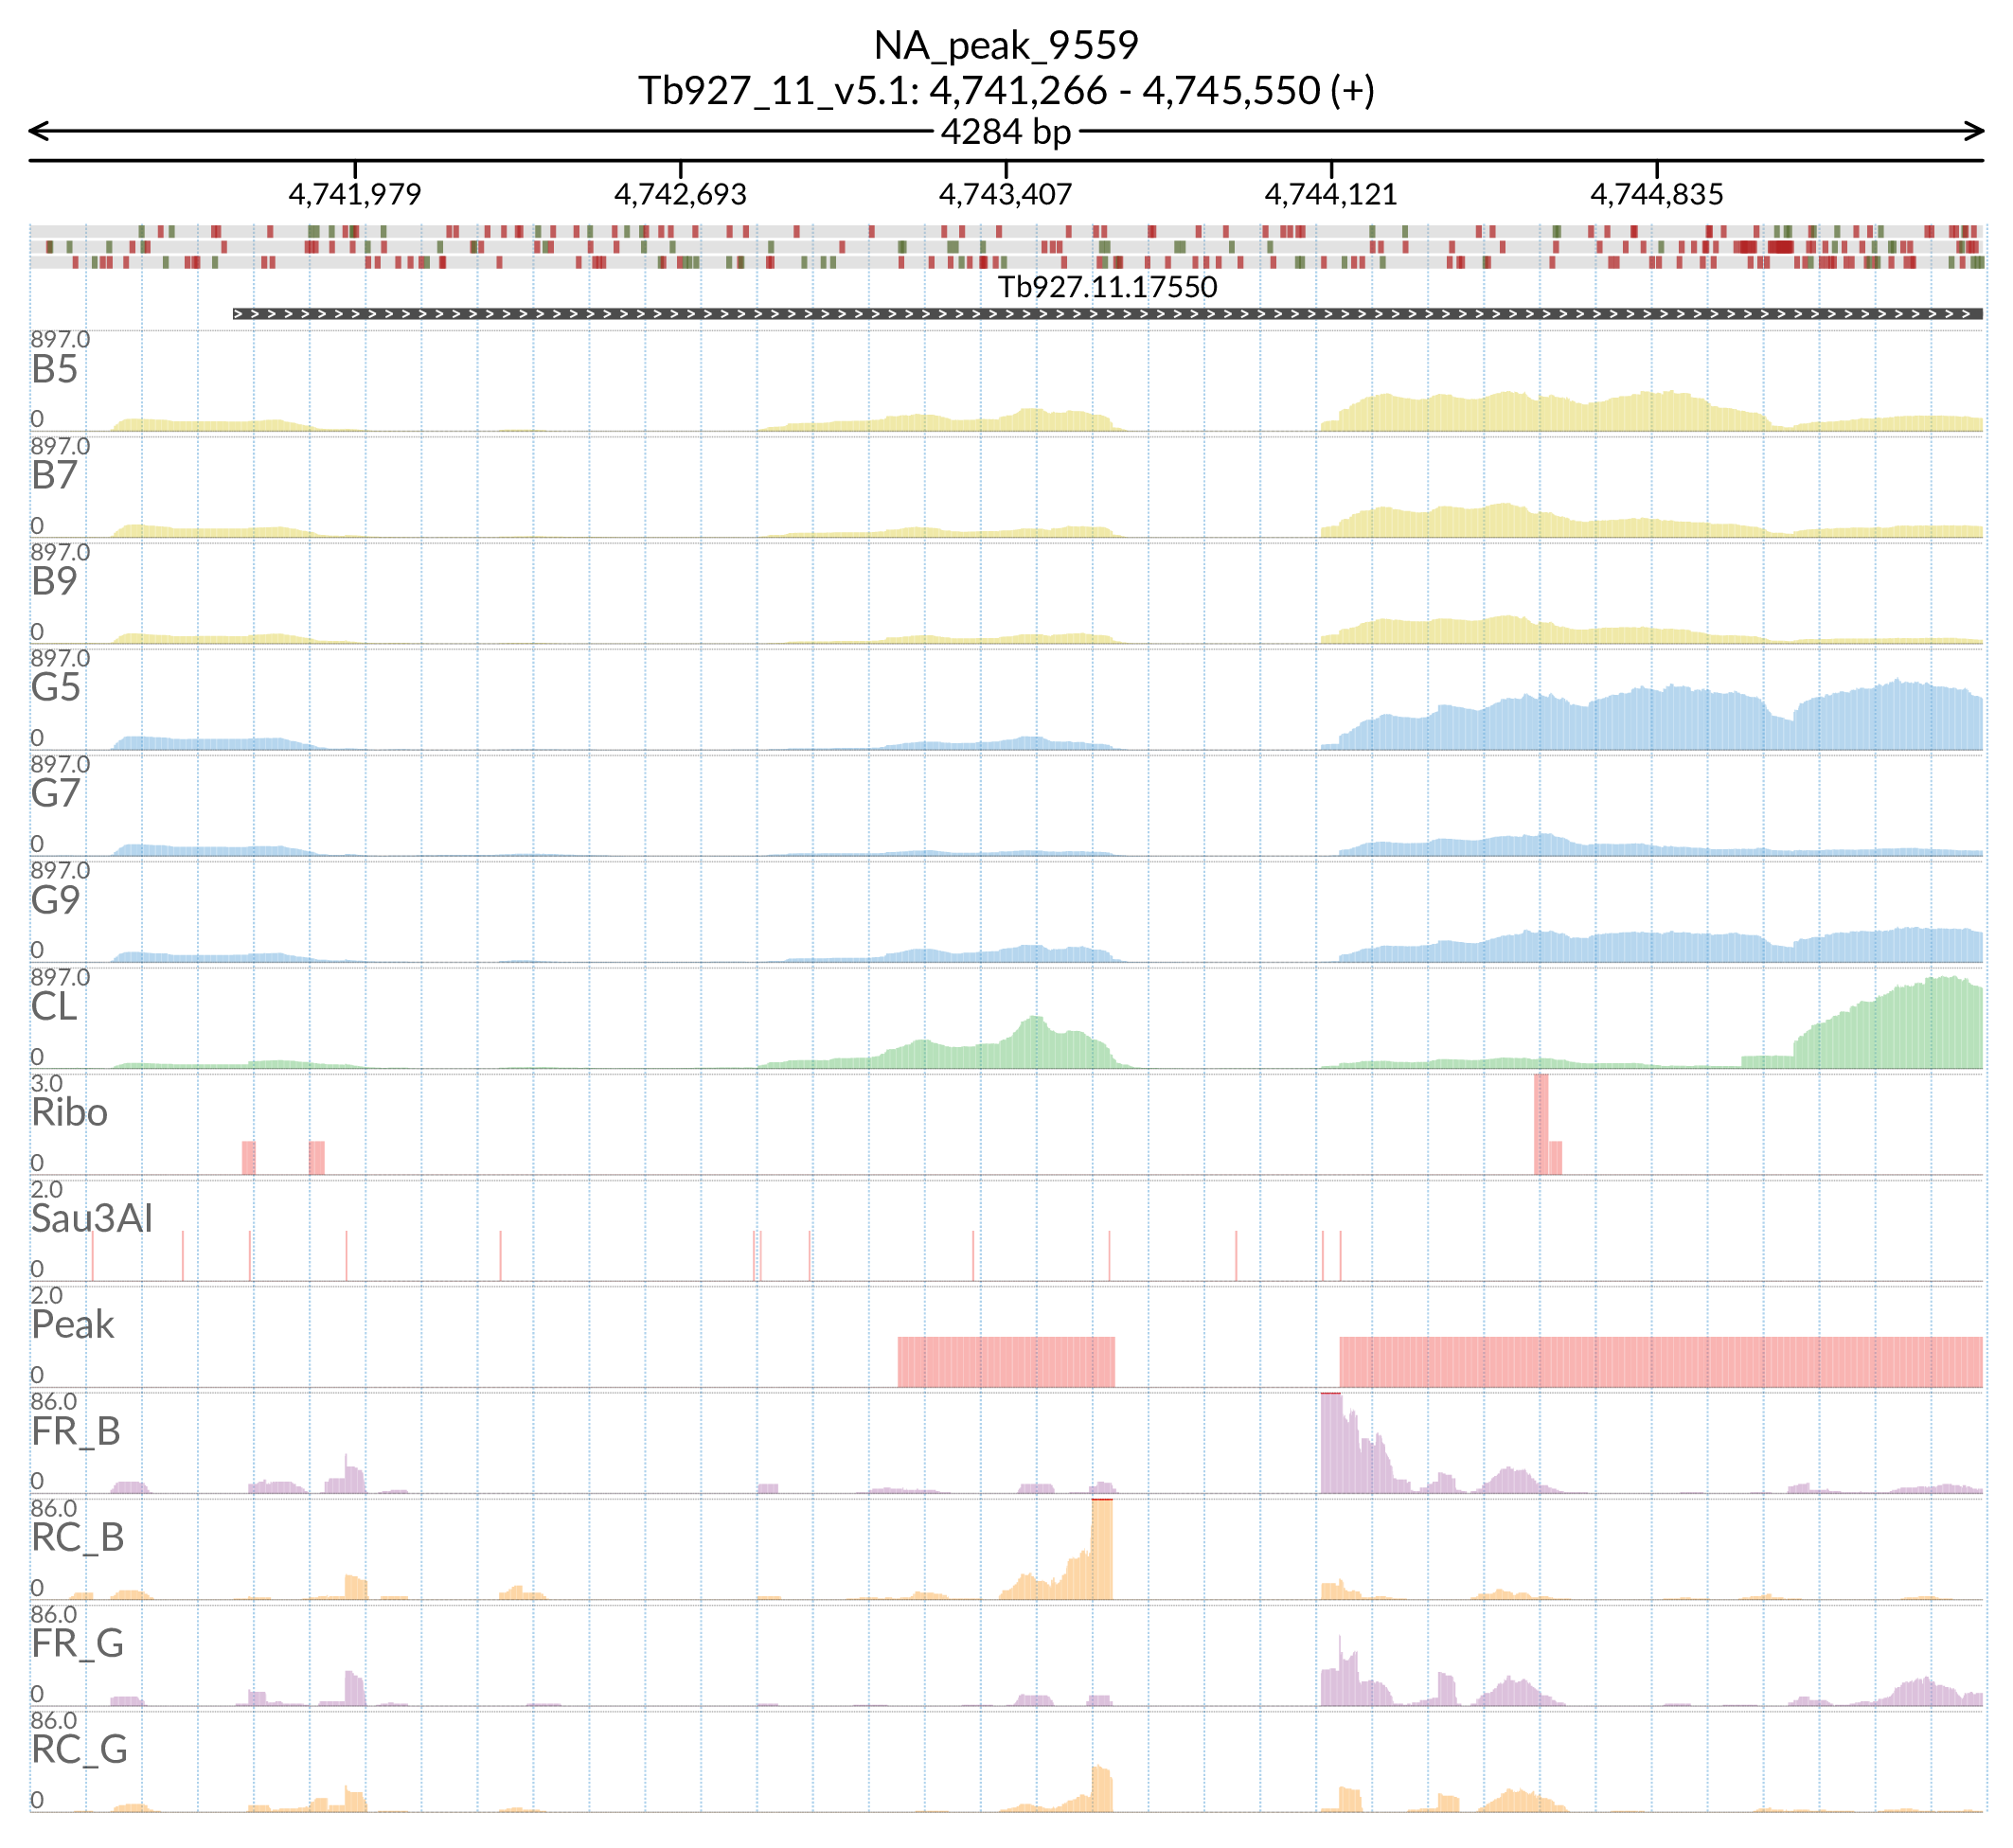 NA_peak_9559
Tb927_11_v5.1: 4,741,266 - 4,745,550 (+)
4284 bp
4,741,979 4,742,693 4,743,407 4,744,121 4,744,835
Tb927.11.17550
897.0
B5
0
897.0
B7
0
897.0
B9
0
897.0
G5
0
897.0
G7
0
897.0
G9
0
897.0
CL
0
3.0
Ribo
0
2.0
Sau3AI
0
2.0
Peak
0
86.0
FR_B
0
86.0
RC_B
0
86.0
FR_G
0
86.0
RC_G
0